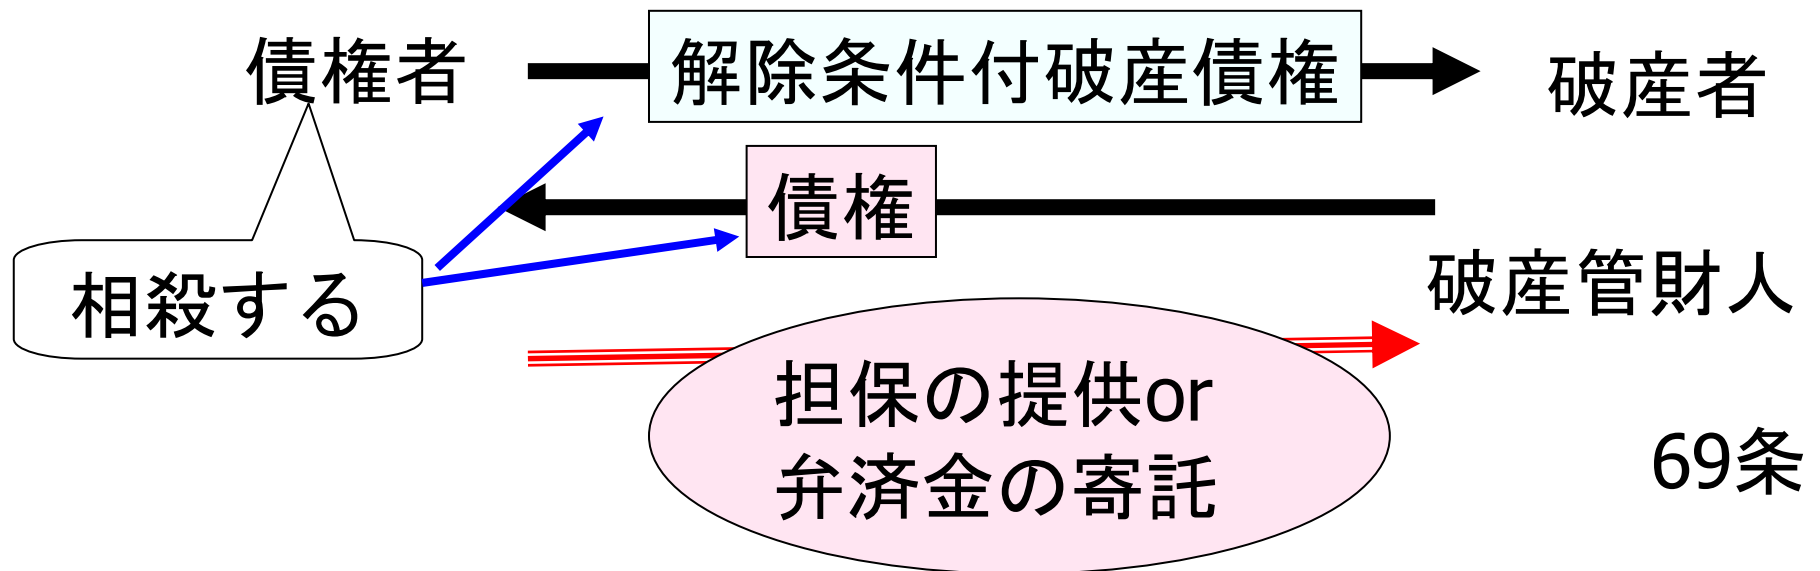 債権者
解除条件付破産債権
破産者
債権
相殺する
破産管財人
担保の提供or
弁済金の寄託
69条